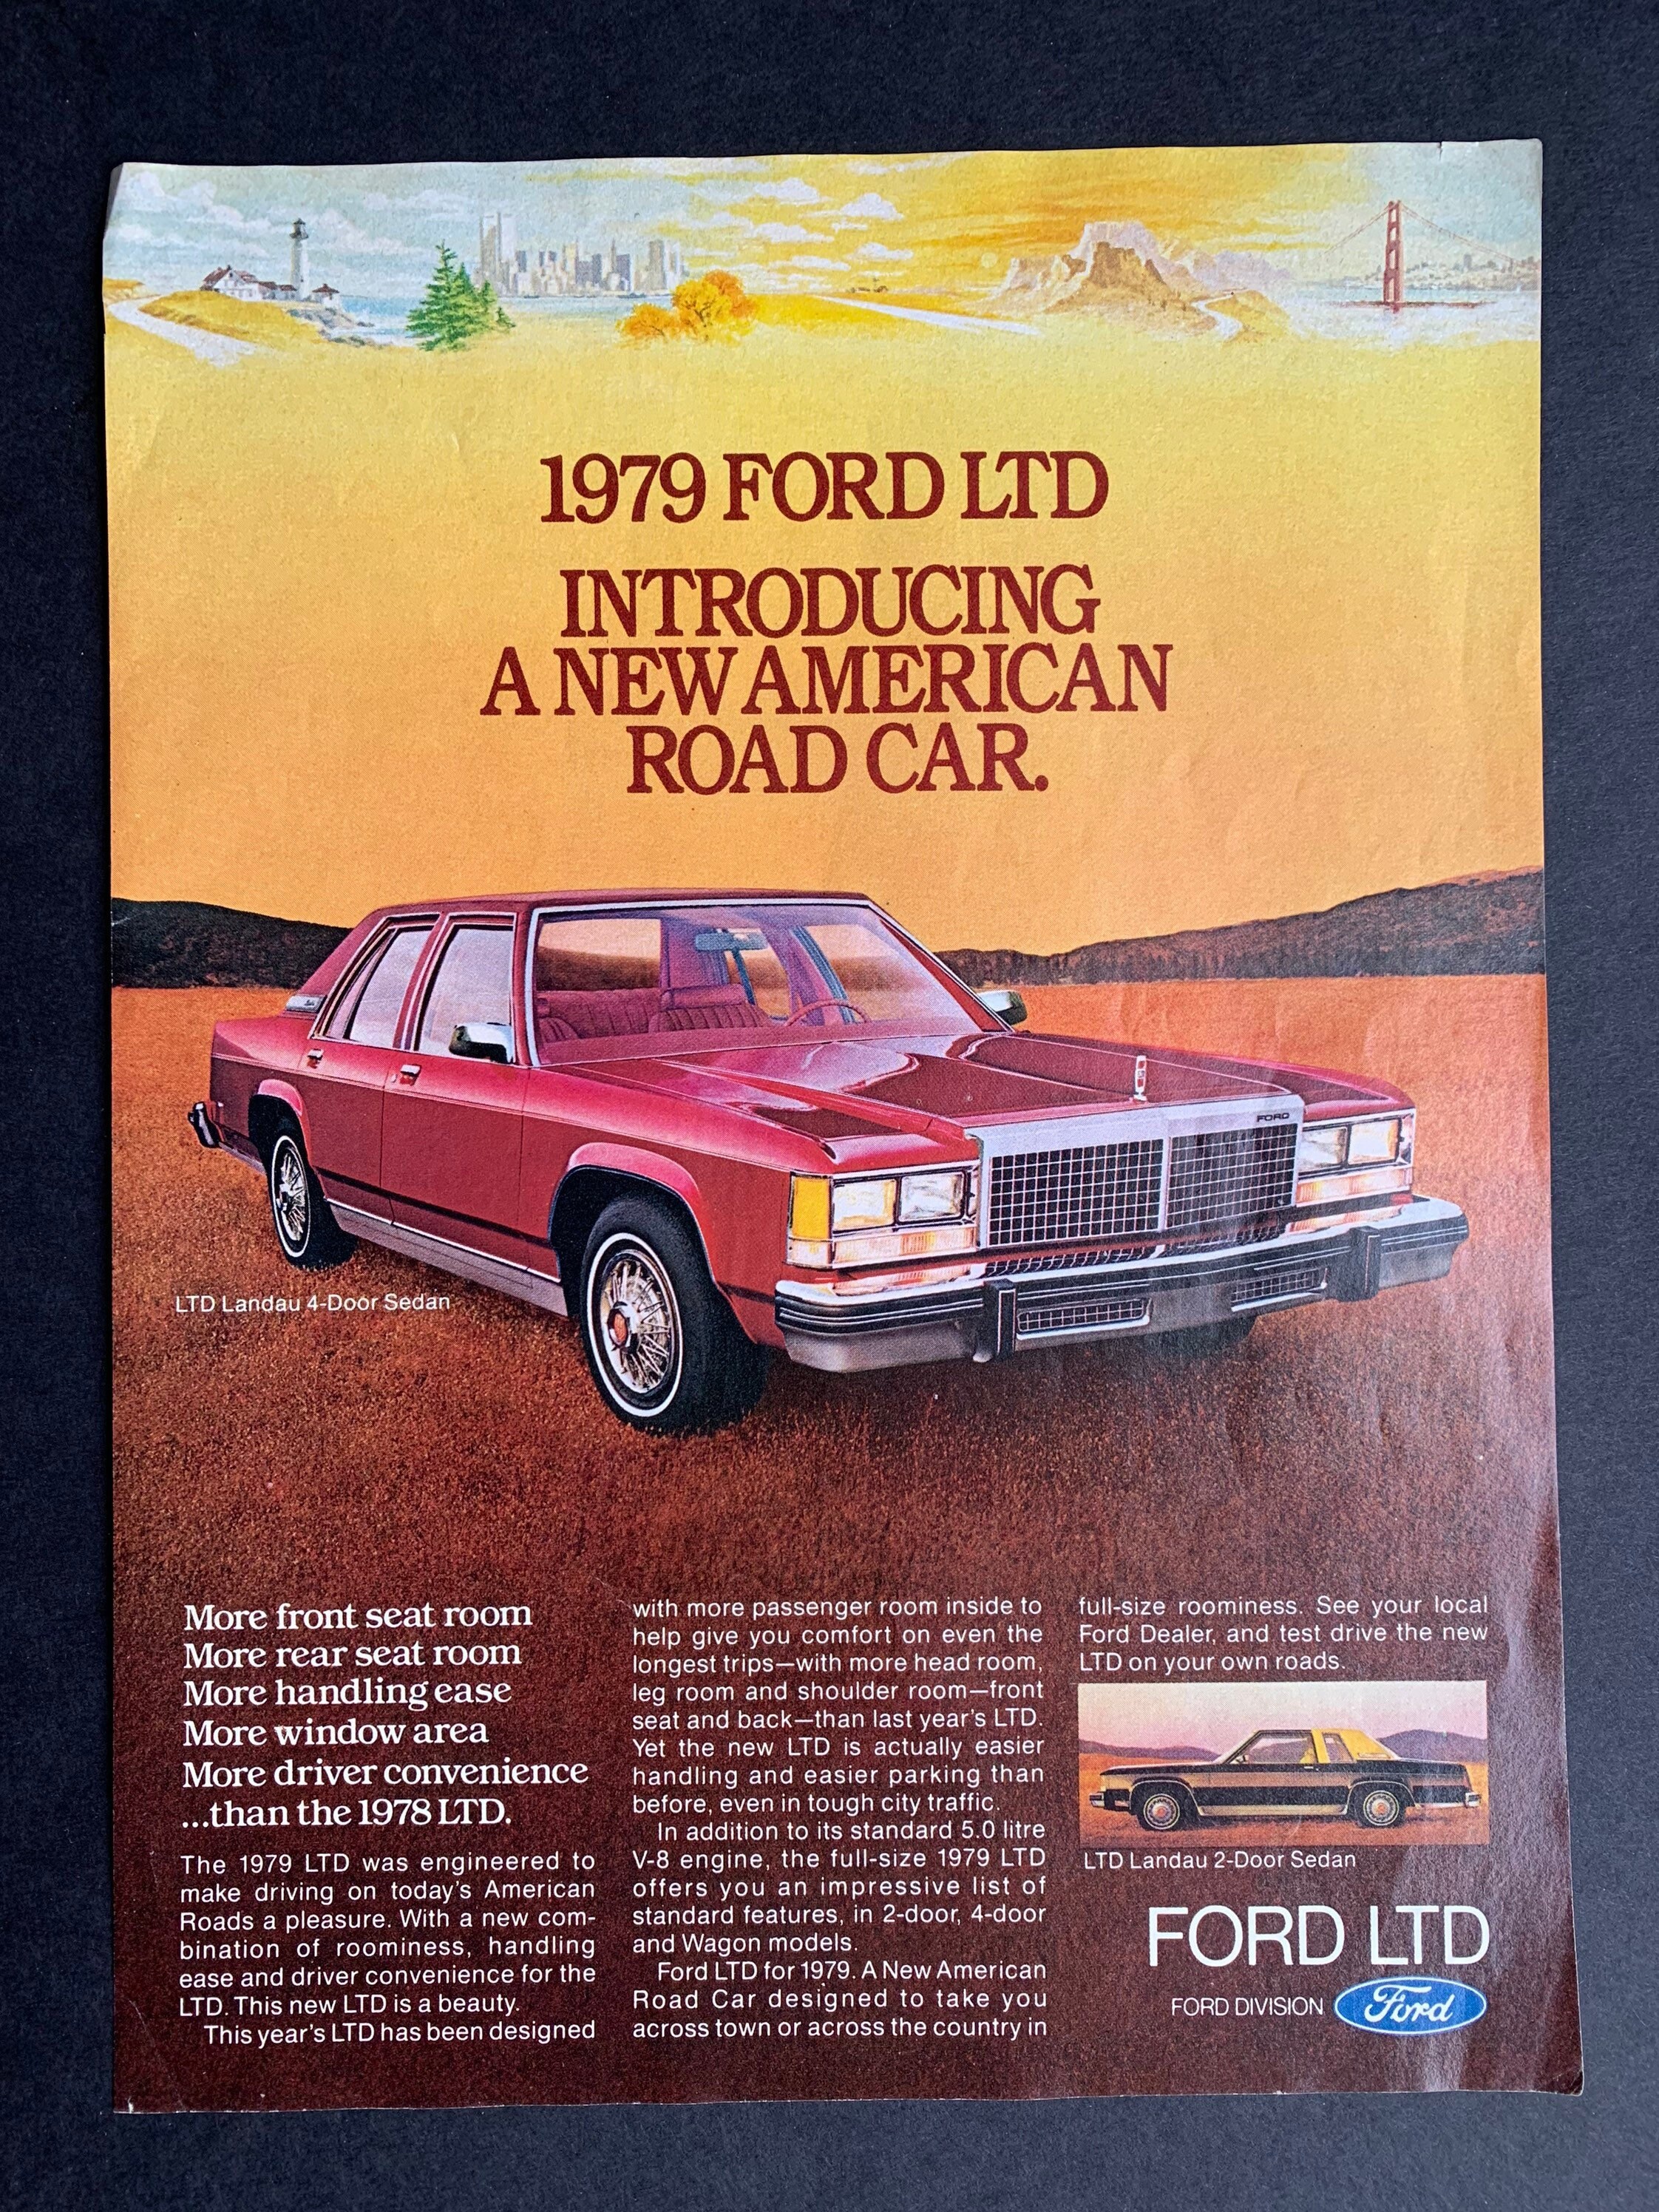 1979 FORD LTD
INTRODUCING
A NEW AMERICAN
ROAD CAR.
FORD
LTD Landau 4-Door Sedan
More front seat room
More rear seat room
More handling ease
More window area
More driver convenience
...than the 1978 LTD.
The 1979 LTD was engineered to
make driving on today's American
Roads a pleasure. With a new com-
bination of roominess, handling
ease and driver convenience for the
LTD. This new LTD is a beauty.
This year's LTD has been designed
with more passenger room inside to
help give you comfort on even the
longest trips—with more head room,
leg room and shoulder room—front
seat and back—than last year's LTD.
Yet the new LTD is actually easier
handling and easier parking than
before, even in tough city traffic.
In addition to its standard 5.0 litre
V-8 engine, the full-size 1979 LTD
offers you an impressive list of
standard features, in 2-door, 4-door
and Wagon models.
Ford LTD for 1979. A New American
Road Car designed to take you
across town or across the country in
full-size roominess. See your local
Ford Dealer, and test drive the new
LTD on your own roads.
LTD Landau 2-Door Sedan
FORD LTD
FORD DIVISION
Ford